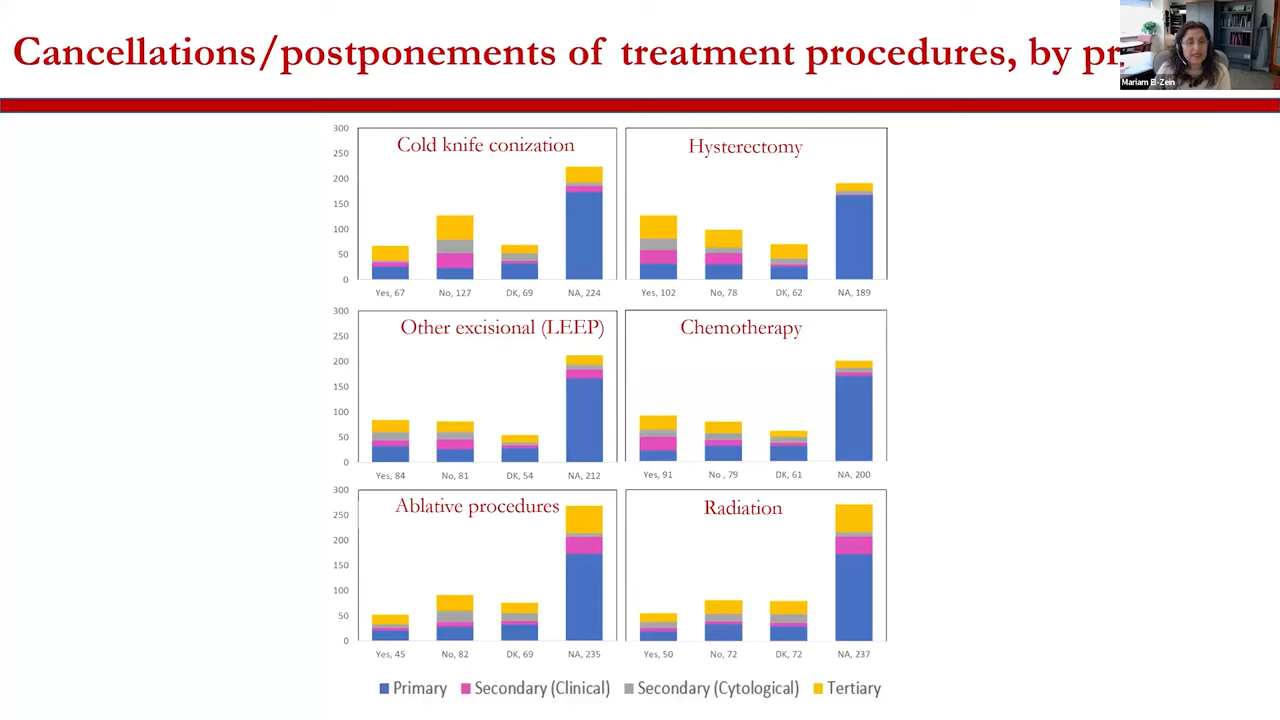 Cancellations/postponements of treatment procedures, by pr
Mariam El-Zein
Cold knife conization
300
250
200
150
100
50
0
Yes, 67 No, 127 DK, 69 NA, 224
Hysterectomy
Yes, 102 No, 78 DK, 62 NA, 189
Other excisional (LEEP)
300
250
200
150
100
50
0
Yes, 84 No, 81 DK, 54 NA, 212
Chemotherapy
Yes, 91 No , 79 DK, 61 NA, 200
Ablative procedures
300
250
200
150
100
50
0
Yes, 45 No, 82 DK, 69 NA, 235
Radiation
Yes, 50 No, 72 DK, 72 NA, 237
Primary Secondary (Clinical) Secondary (Cytological) Tertiary